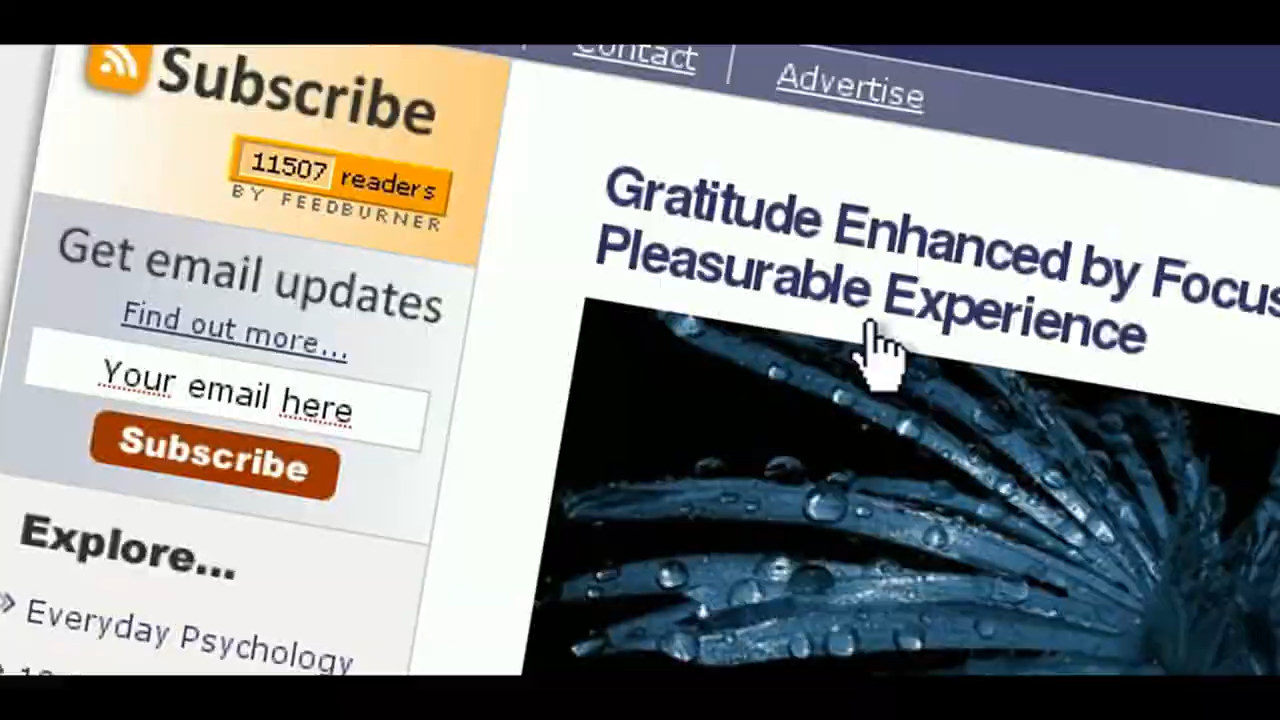 Contact
Advertise
Subscribe
11507 readers
BY FEEDBURNER
Get email updates
Find out more...
Your email here
Subscribe
Explore...
» Everyday Psychology
Gratitude Enhanced by Focus
Pleasurable Experience